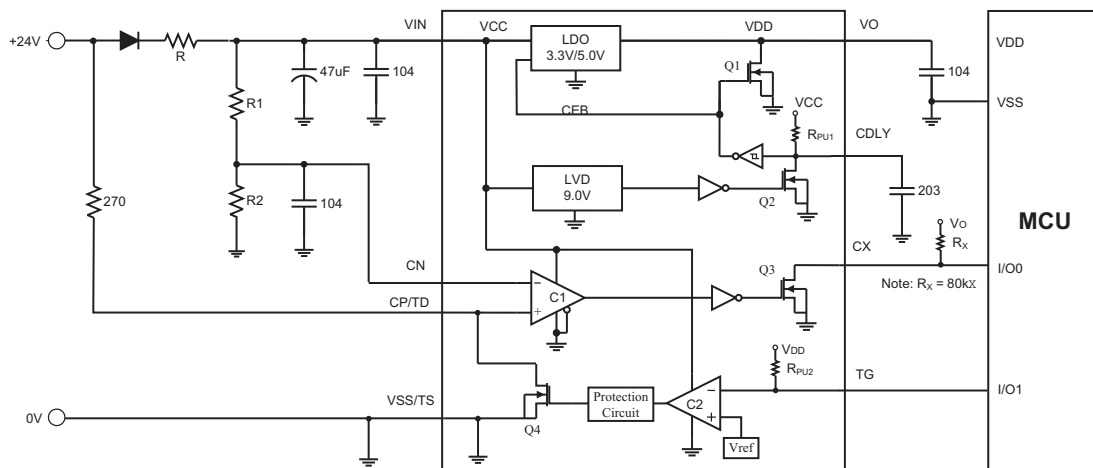 +24V
R
VIN
VCC
LDO
3.3V/5.0V
VDD
VO
VDD
Q1
47uF
104
104
VSS
R1
CEB
VCC
RPU1
CDLY
R2
104
270
LVD
9.0V
Q2
203
MCU
VO
RX
CX
I/O0
Note: RX = 80kX
CN
C1
Q3
CP/TD
VDD
RPU2
TG
I/O1
VSS/TS
0V
Q4
Protection
Circuit
C2
Vref